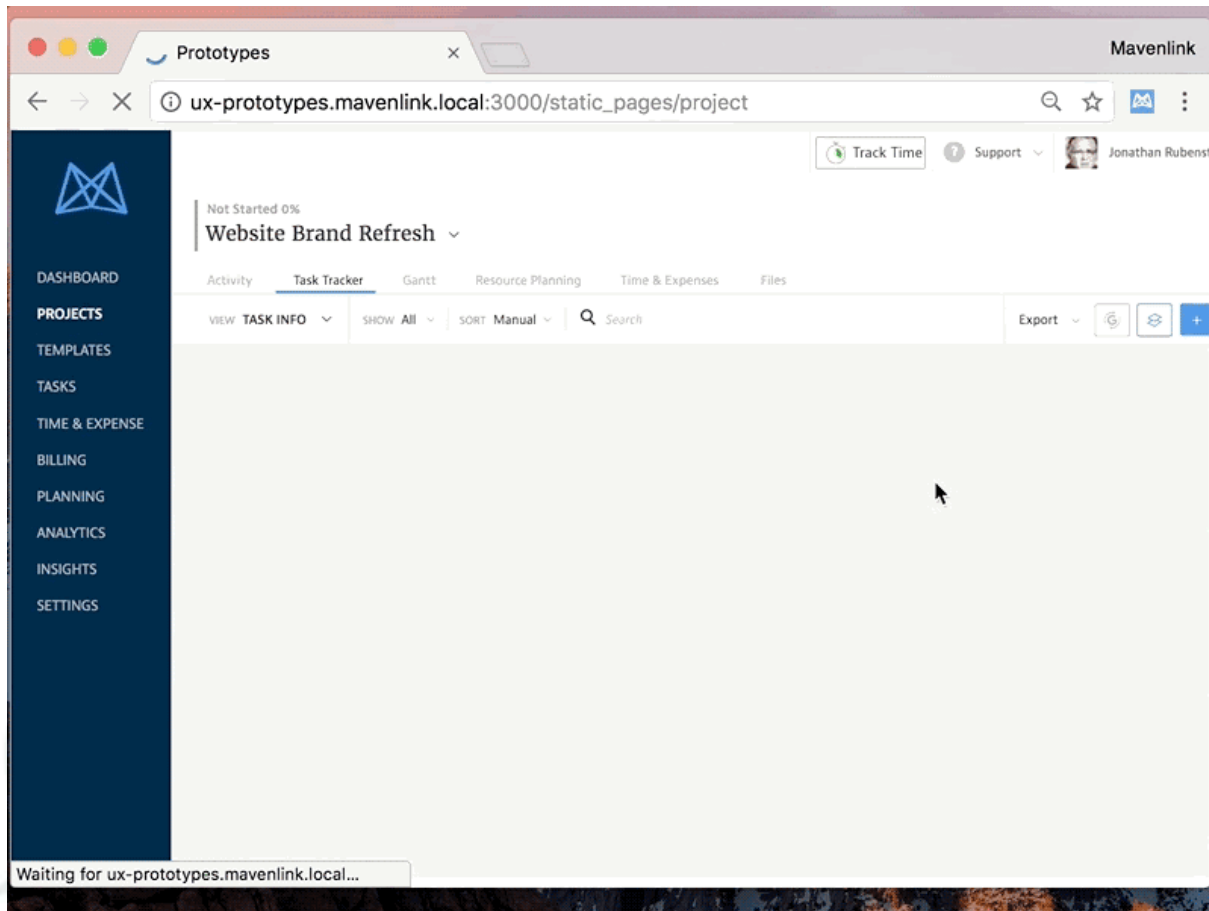 Prototypes
Mavenlink
ux-prototypes.mavenlink.local:3000/static_pages/project
Track Time ? Support Jonathan Rubenst
Not Started 0%
Website Brand Refresh
Activity Task Tracker Gantt Resource Planning Time & Expenses Files
VIEW TASK INFO SHOW All SORT Manual Search Export G +
DASHBOARD
PROJECTS
TEMPLATES
TASKS
TIME & EXPENSE
BILLING
PLANNING
ANALYTICS
INSIGHTS
SETTINGS
Waiting for ux-prototypes.mavenlink.local...